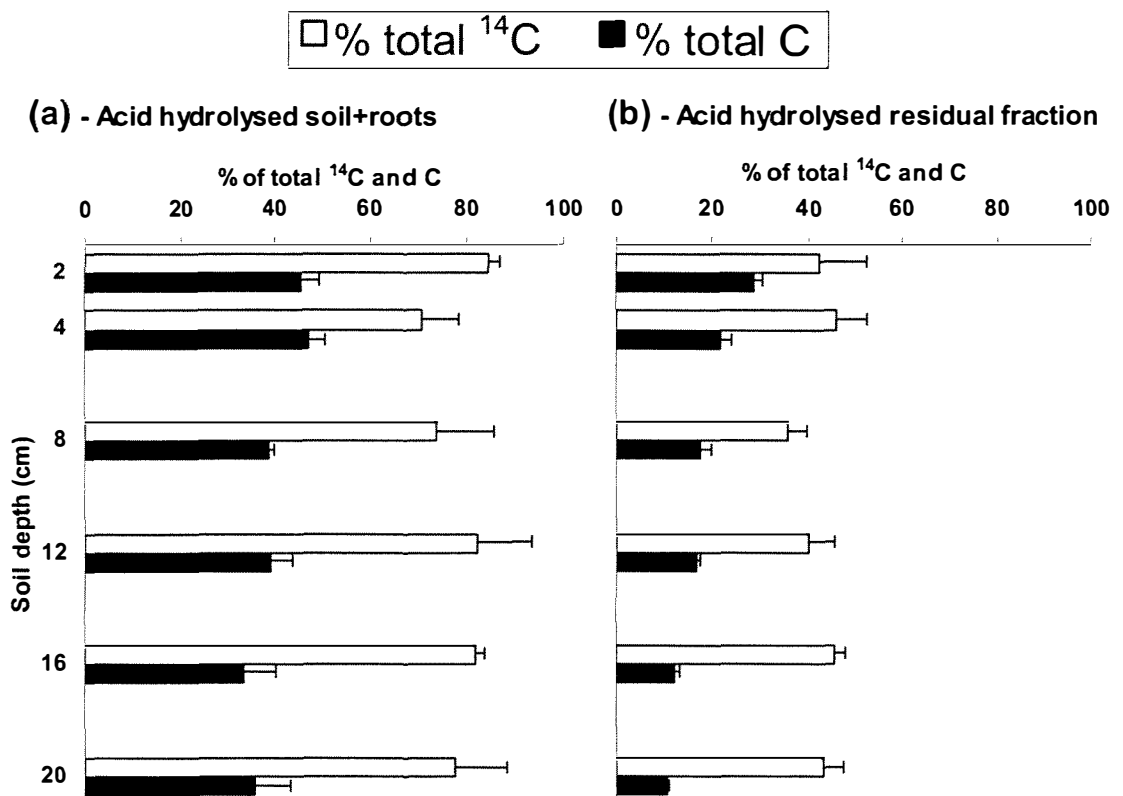 % total ¹⁴C % total C
(a) - Acid hydrolysed soil+roots
% of total ¹⁴C and C
0 20 40 60 80 100
Soil depth (cm)
2
4
8
12
16
20
(b) - Acid hydrolysed residual fraction
% of total ¹⁴C and C
0 20 40 60 80 100